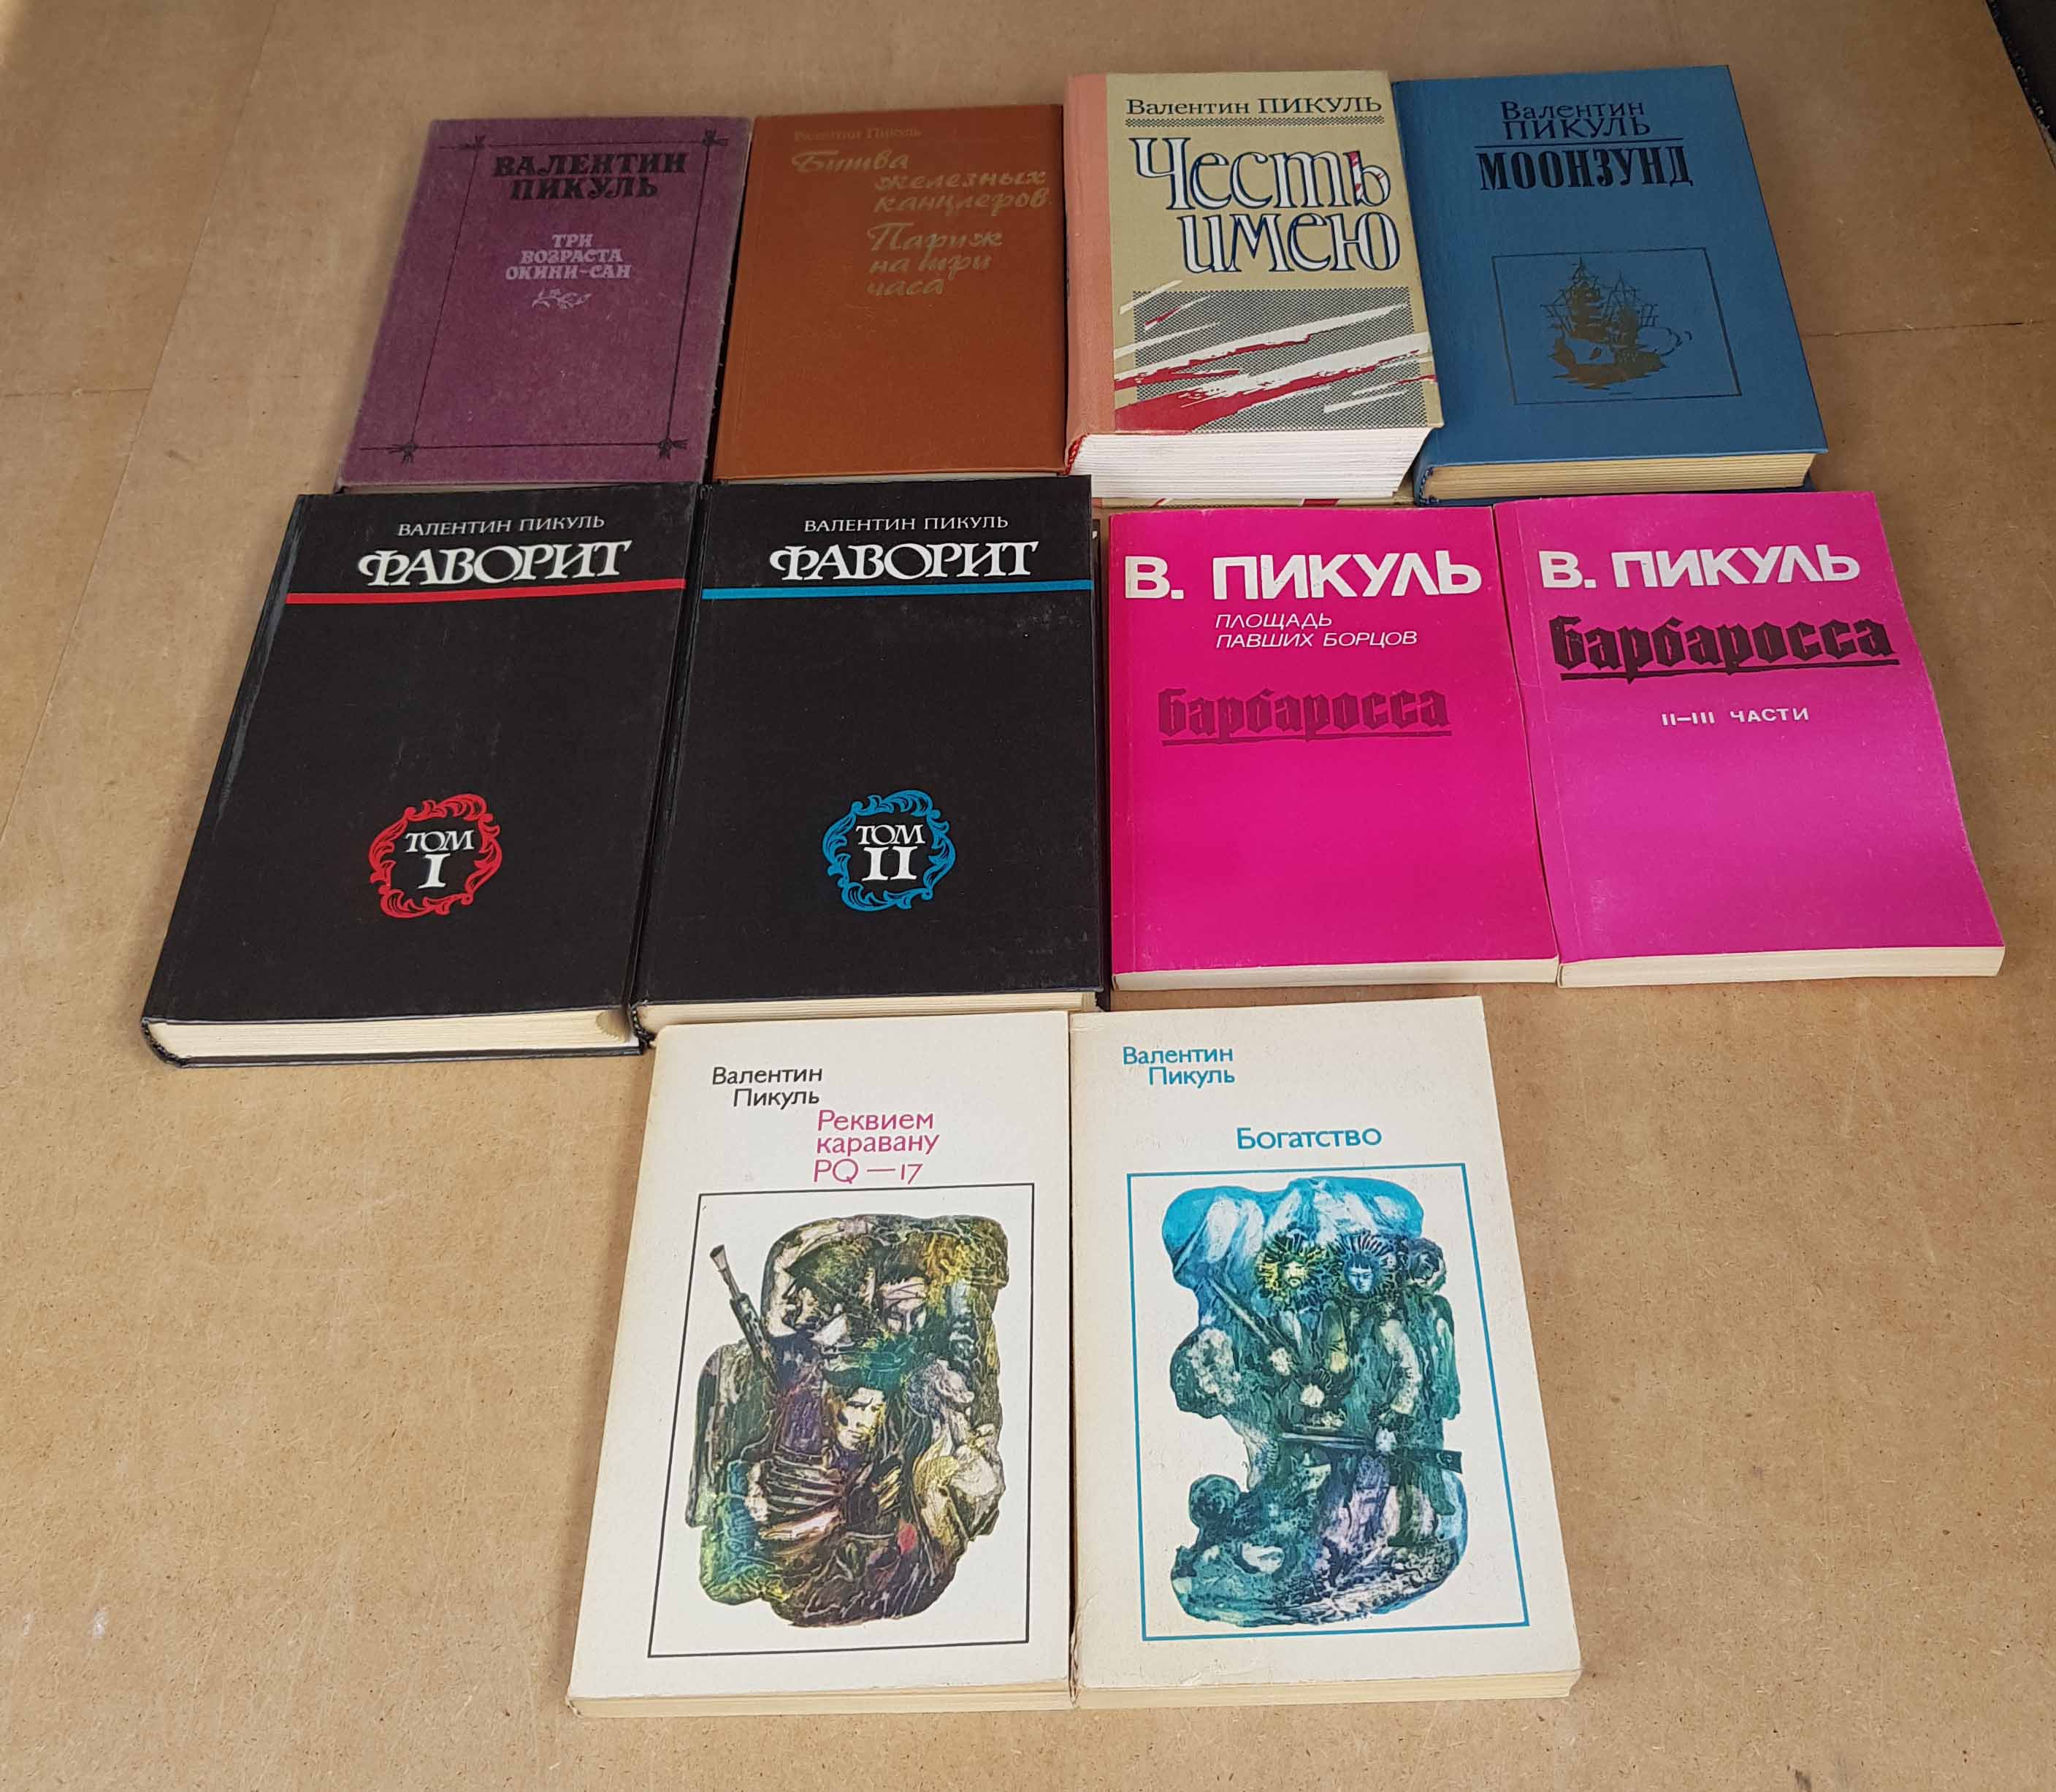 ВАЛЕНТИН
ПИКУЛЬ
ТРИ
ВОЗРАСТА
ОКИНИ-САН
Валентин Пикуль
Битва
железных
канцлеров
Париж
на три
часа
Валентин ПИКУЛЬ
Честь
имею
Валентин
ПИКУЛЬ
МООНЗУНД
ВАЛЕНТИН ПИКУЛЬ
ФАВОРИТ
ТОМ
I
ВАЛЕНТИН ПИКУЛЬ
ФАВОРИТ
ТОМ
II
В. ПИКУЛЬ
ПЛОЩАДЬ
ПАВШИХ БОРЦОВ
Барбаросса
В. ПИКУЛЬ
Барбаросса
II–III ЧАСТИ
Валентин
Пикуль
Реквием
каравану
PQ—17
Валентин
Пикуль
Богатство